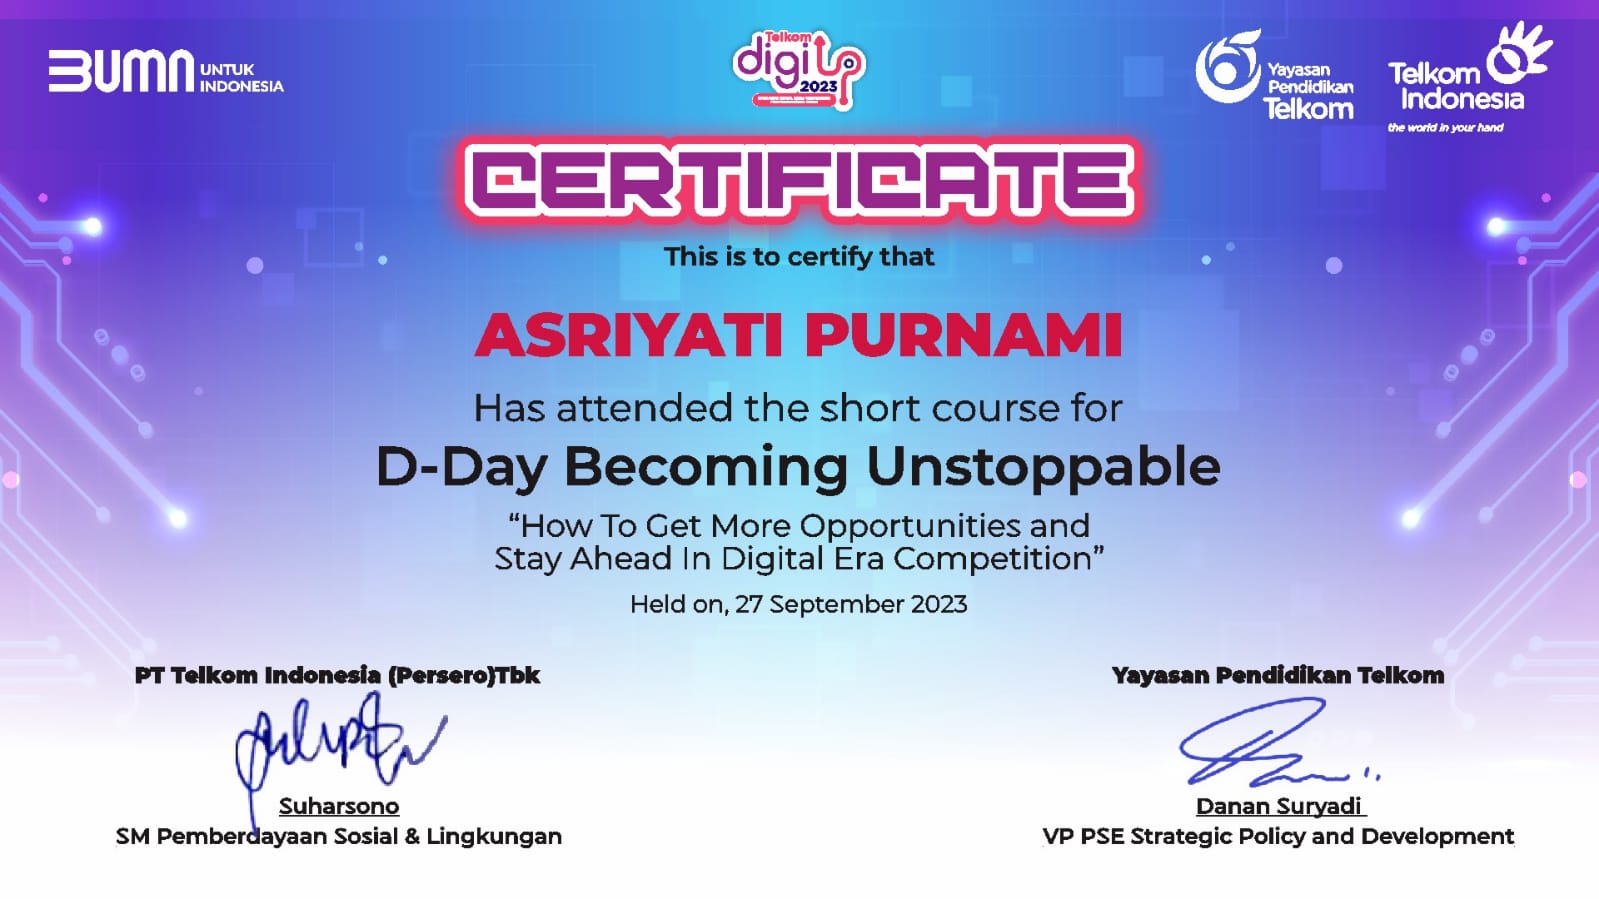 BUMN UNTUK
INDONESIA
Telkom
digiUp
2023
Yayasan
Pendidikan
Telkom
Telkom
Indonesia
the world in your hand
CERTIFICATE
This is to certify that
ASRIYATI PURNAMI
Has attended the short course for
D-Day Becoming Unstoppable
“How To Get More Opportunities and
Stay Ahead In Digital Era Competition”
Held on, 27 September 2023
PT Telkom Indonesia (Persero)Tbk
Suharsono
SM Pemberdayaan Sosial & Lingkungan
Yayasan Pendidikan Telkom
Danan Suryadi
VP PSE Strategic Policy and Development